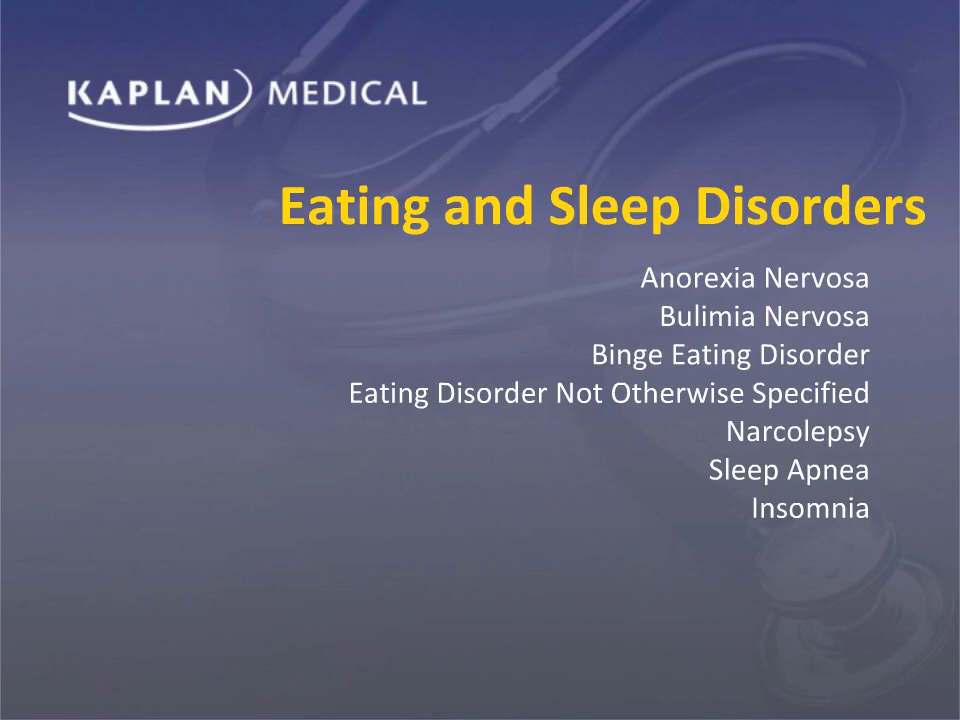 KAPLAN MEDICAL
Eating and Sleep Disorders
Anorexia Nervosa
Bulimia Nervosa
Binge Eating Disorder
Eating Disorder Not Otherwise Specified
Narcolepsy
Sleep Apnea
Insomnia